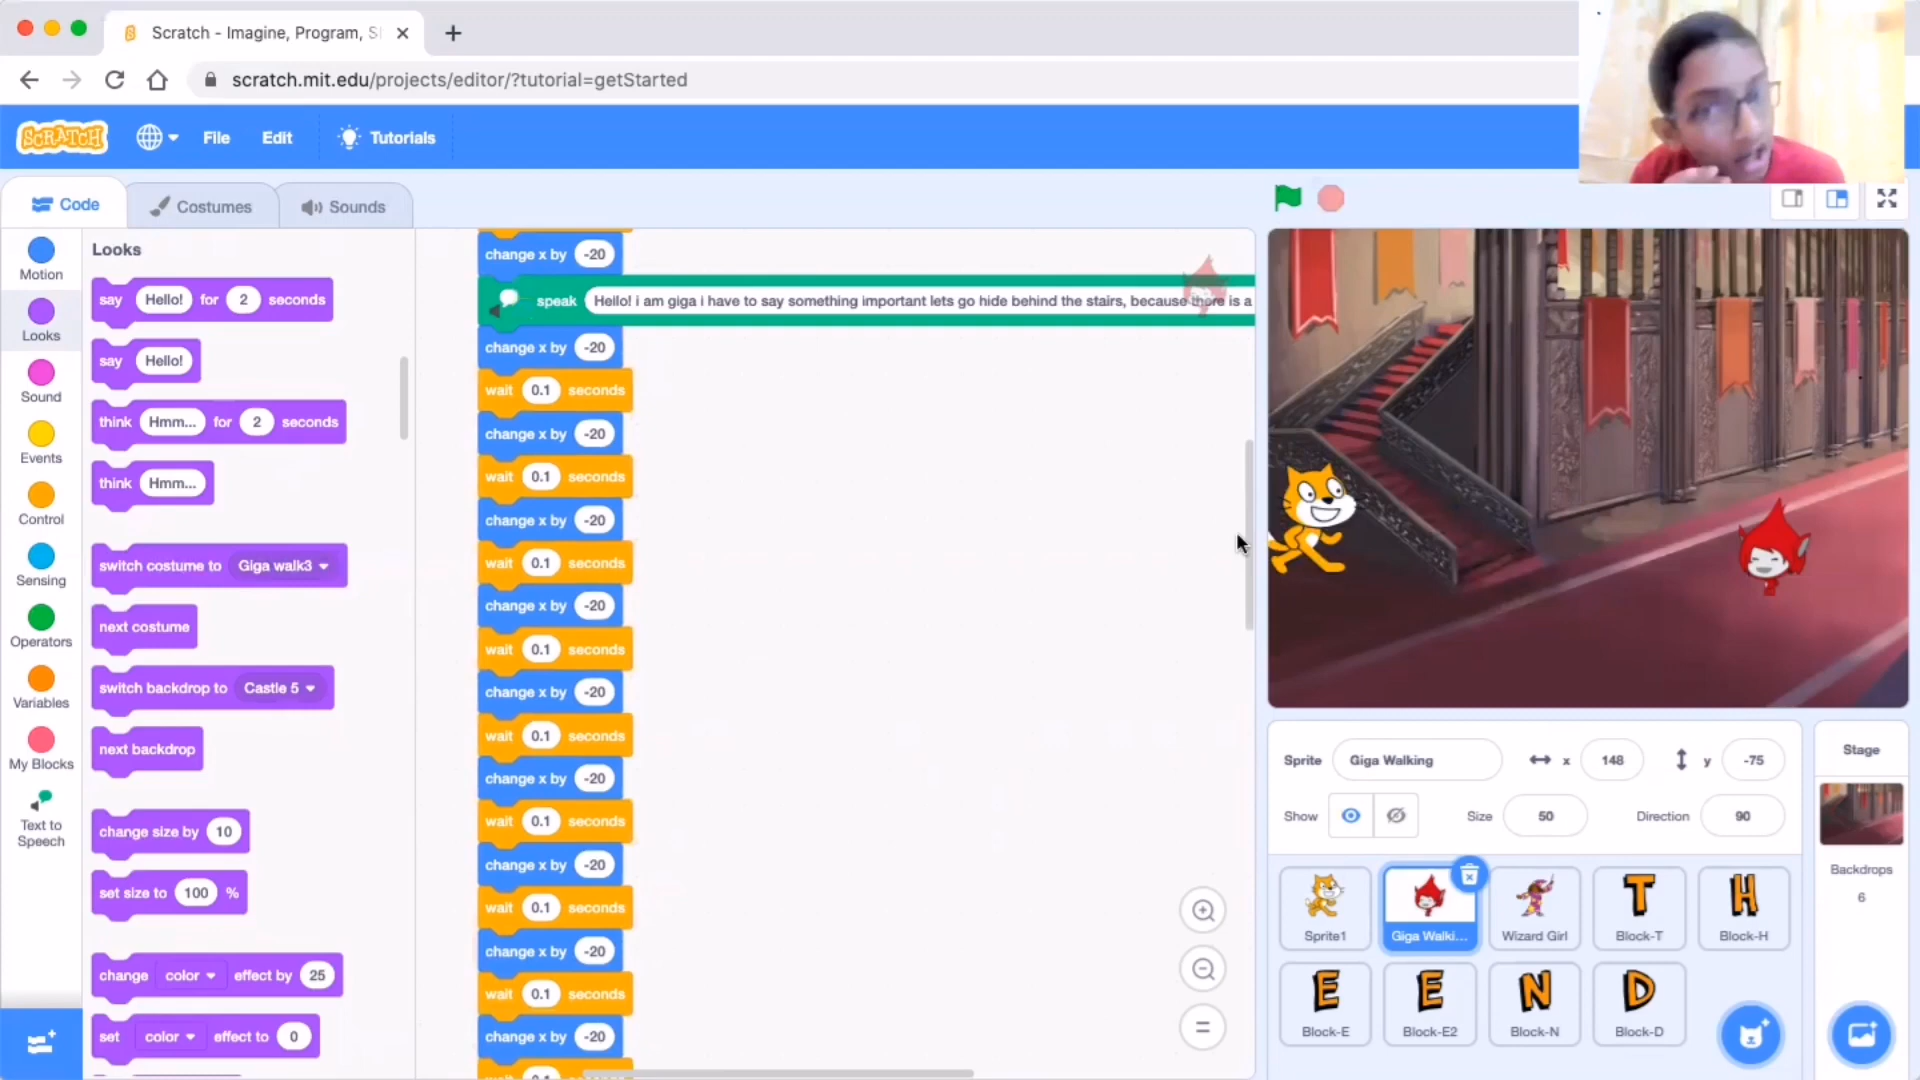 Scratch - Imagine, Program, S
scratch.mit.edu/projects/editor/?tutorial=getStarted
SCRATCH
File
Edit
Tutorials
Code
Costumes
Sounds
Motion
Looks
Sound
Events
Control
Sensing
Operators
Variables
My Blocks
Text to
Speech
Looks
say Hello! for 2 seconds
say Hello!
think Hmm... for 2 seconds
think Hmm...
switch costume to Giga walk3
next costume
switch backdrop to Castle 5
next backdrop
change size by 10
set size to 100 %
change color effect by 25
set color effect to 0
change x by -20
speak Hello! i am giga i have to say something important lets go hide behind the stairs, because there is a
change x by -20
wait 0.1 seconds
change x by -20
wait 0.1 seconds
change x by -20
wait 0.1 seconds
change x by -20
wait 0.1 seconds
change x by -20
wait 0.1 seconds
change x by -20
wait 0.1 seconds
change x by -20
wait 0.1 seconds
change x by -20
wait 0.1 seconds
change x by -20
Sprite Giga Walking x 148 y -75
Show Size 50 Direction 90
Sprite1
Giga Walki...
Wizard Girl
T
Block-T
H
Block-H
E
Block-E
E
Block-E2
N
Block-N
D
Block-D
Stage
Backdrops
6